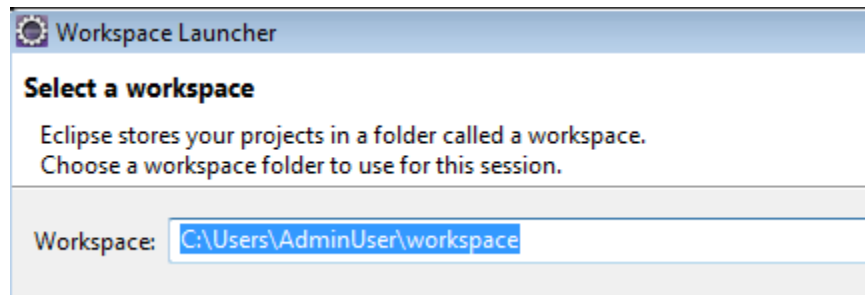 Workspace Launcher
Select a workspace
Eclipse stores your projects in a folder called a workspace.
Choose a workspace folder to use for this session.
Workspace: C:\Users\AdminUser\workspace